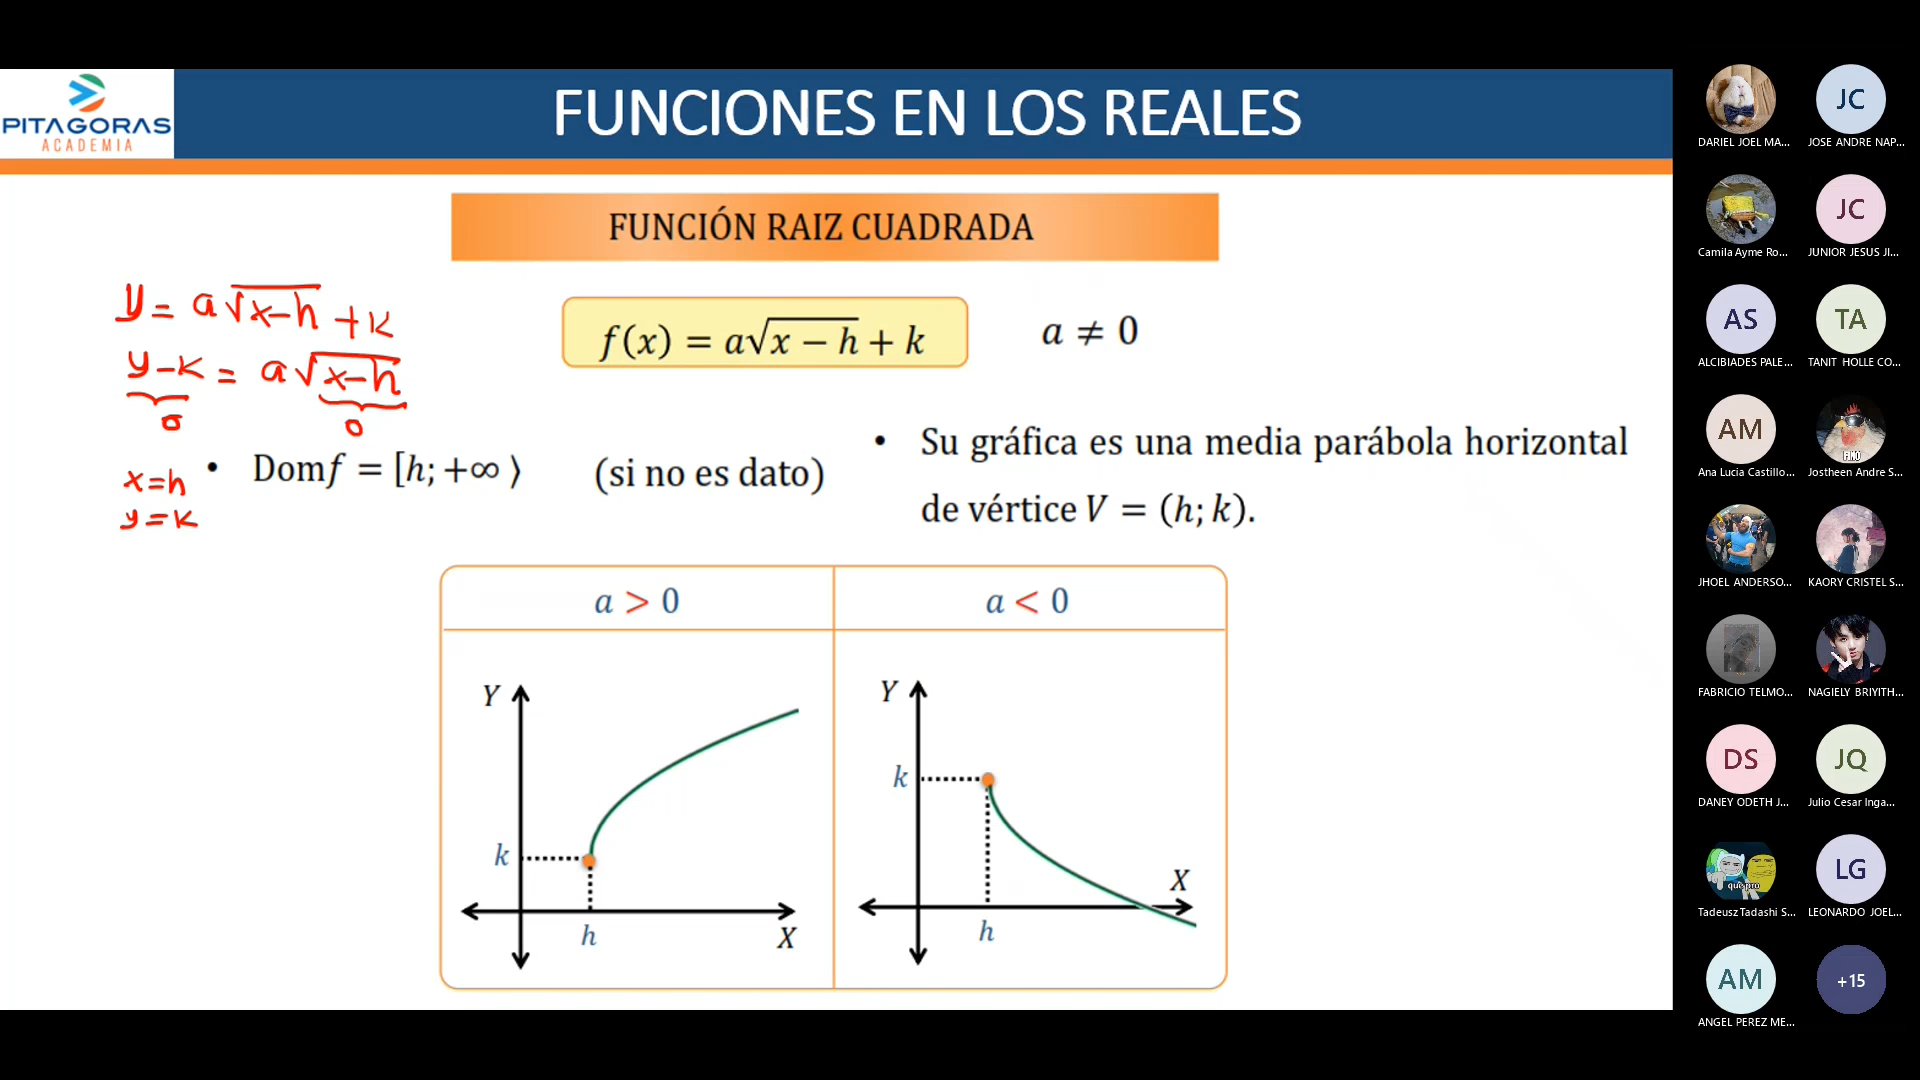 PITAGORAS
ACADEMIA
FUNCIONES EN LOS REALES
FUNCIÓN RAIZ CUADRADA
y = a√x-h + k
y-k = a√x-h
0 0
x=h
y=k
f(x) = a√x − h + k
a ≠ 0
• Domf = [h; +∞ ⟩ (si no es dato)
• Su gráfica es una media parábola horizontal
de vértice V = (h; k).
a > 0
a < 0
Y
k
h
X
Y
k
h
X
DARIEL JOEL MA...
JC
JOSE ANDRE NAP...
Camila Ayme Ro...
JC
JUNIOR JESUS JI...
AS
ALCIBIADES PALE...
TA
TANIT HOLLE CO...
AM
Ana Lucia Castillo...
FINO
Jostheen Andre S...
JHOEL ANDERSO...
KAORY CRISTEL S...
FABRICIO TELMO...
NAGIELY BRIYITH...
DS
DANEY ODETH J...
JQ
Julio Cesar Inga...
que pro
Tadeusz Tadashi S...
LG
LEONARDO JOEL...
AM
ANGEL PEREZ ME...
+15